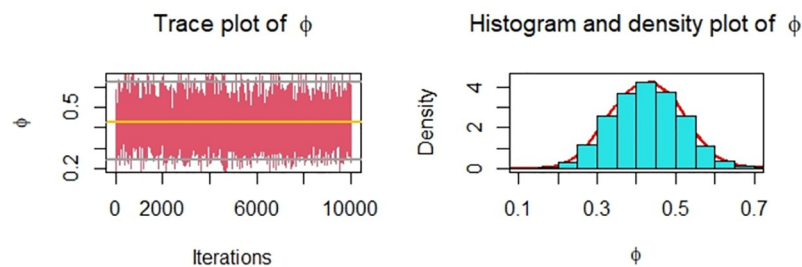 Trace plot of ϕ
ϕ
0.5
0.2
0 2000 6000 10000
Iterations
Histogram and density plot of ϕ
Density
4
2
0
0.1 0.3 0.5 0.7
ϕ